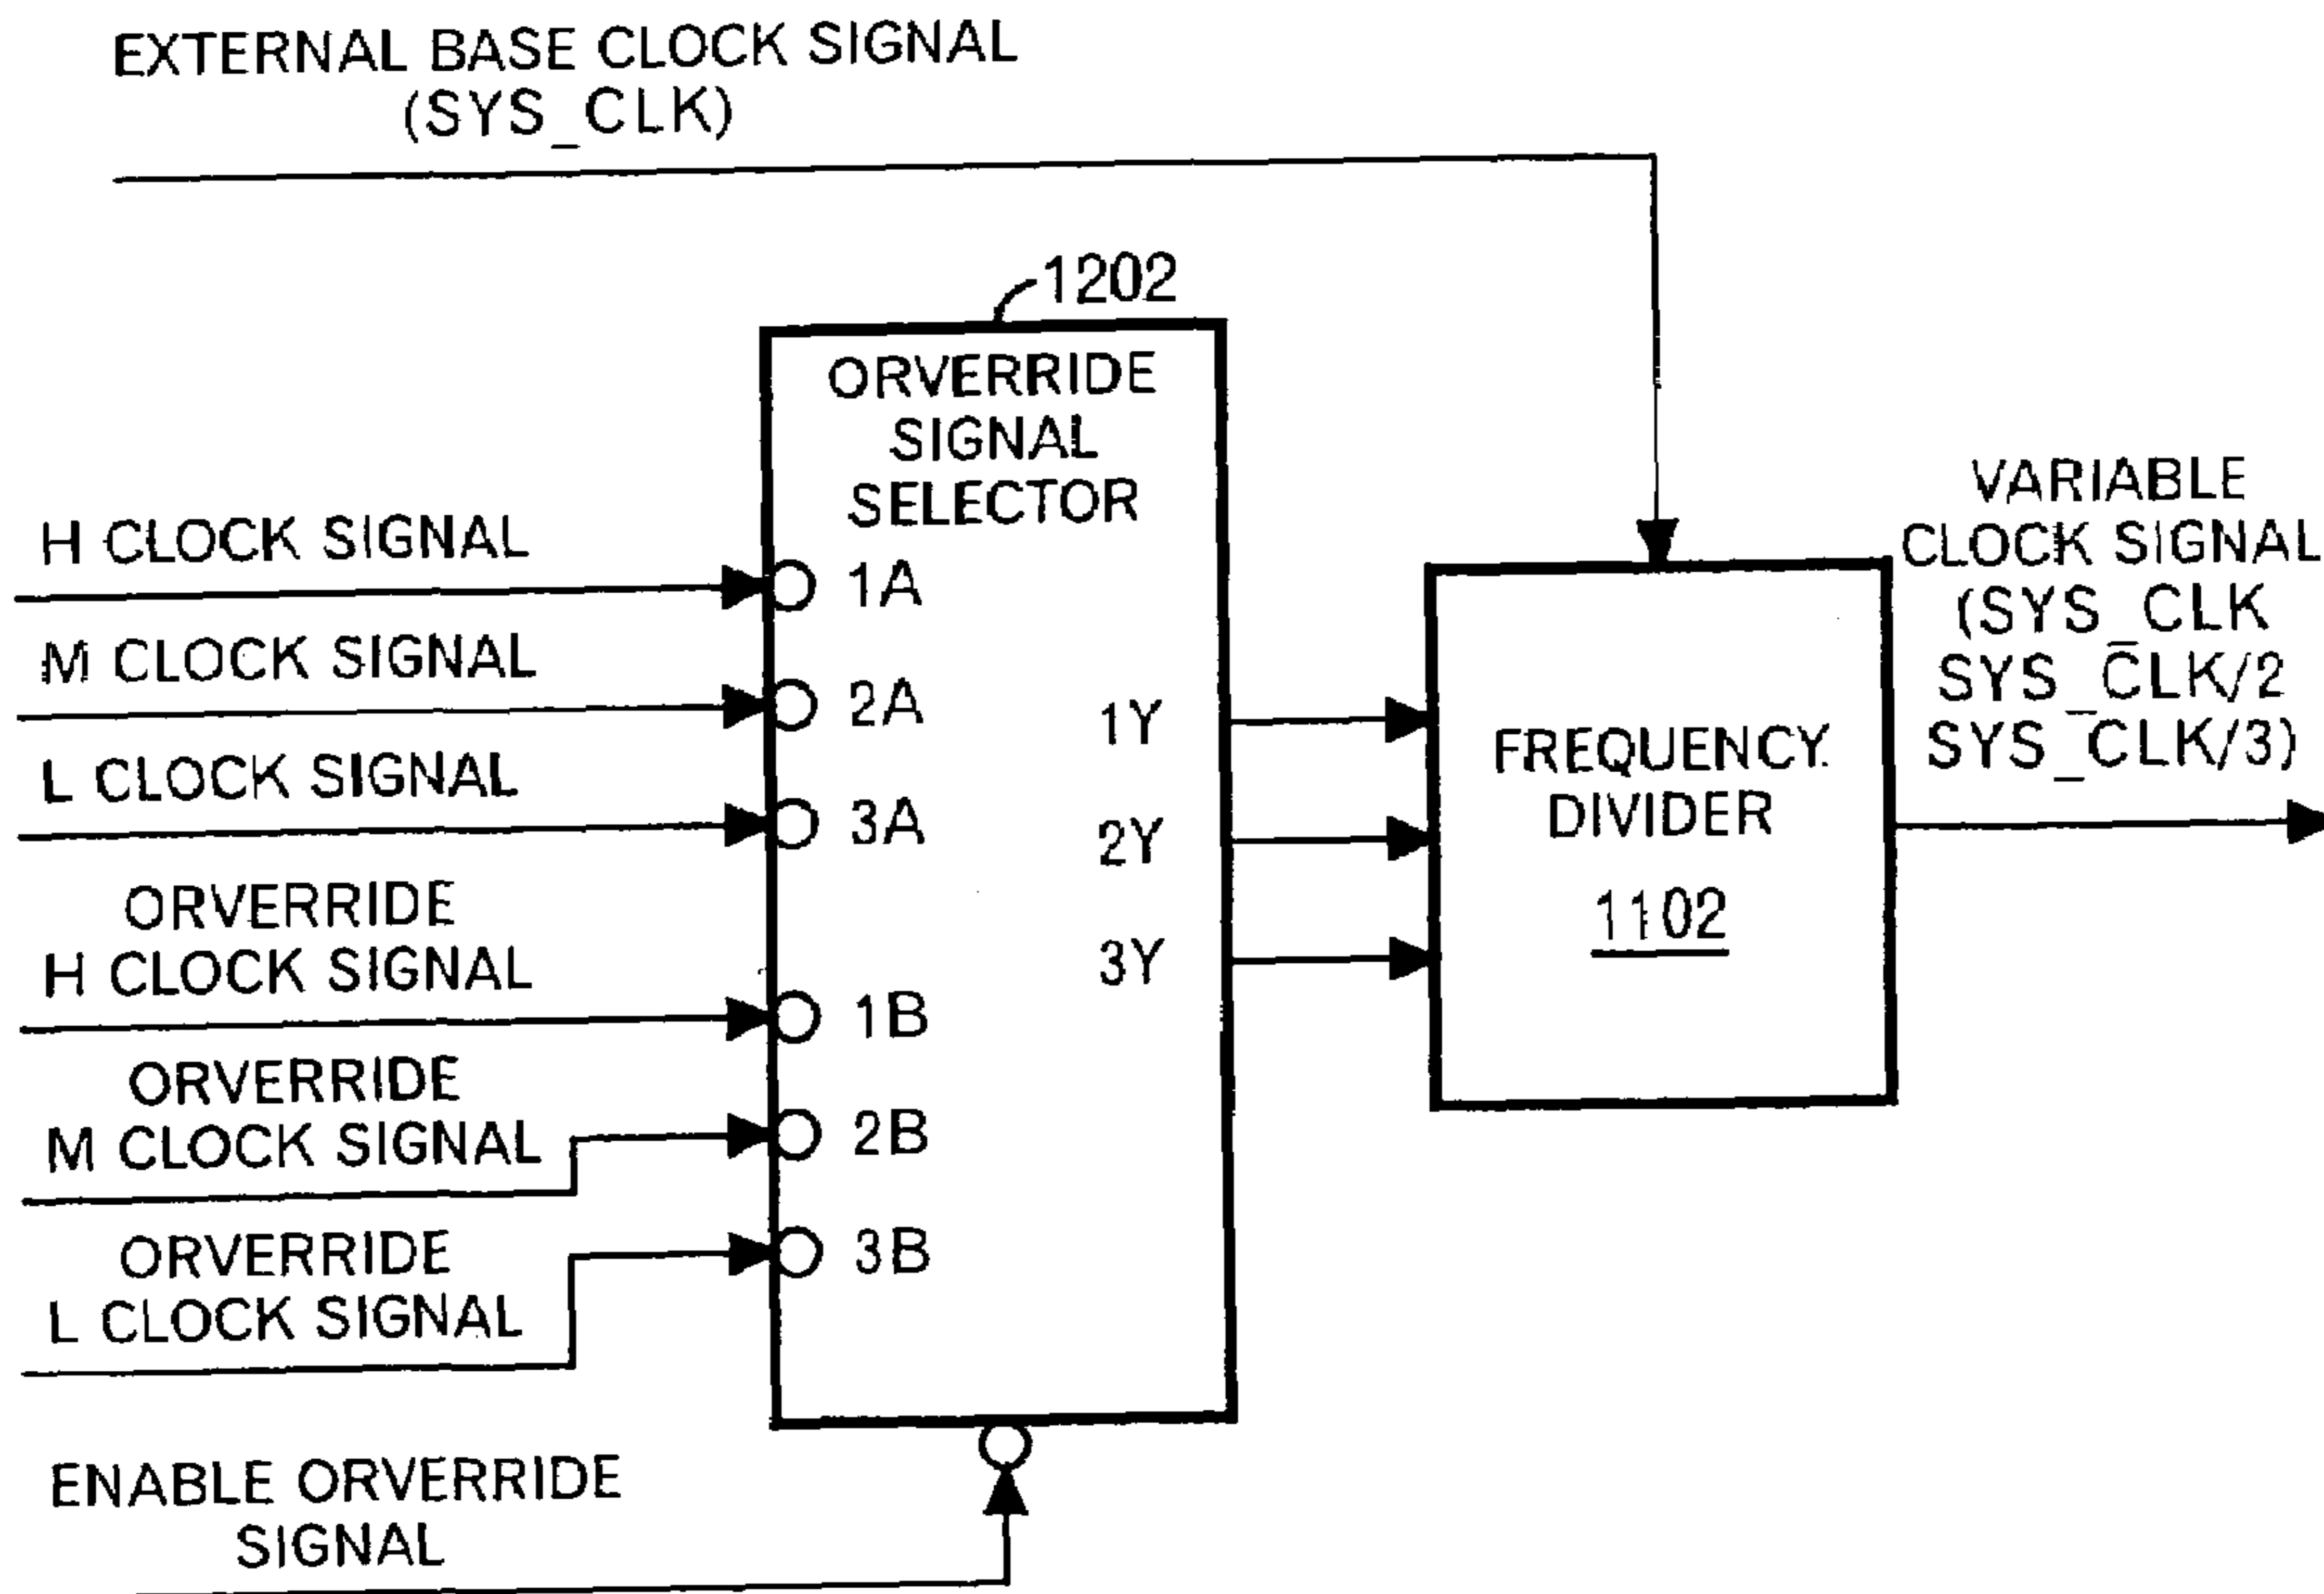 EXTERNAL BASE CLOCK SIGNAL
(SYS_CLK)
1202
ORVERRIDE
SIGNAL
SELECTOR
H CLOCK SIGNAL
1A
M CLOCK SIGNAL
2A
L CLOCK SIGNAL
3A
ORVERRIDE
H CLOCK SIGNAL
1B
ORVERRIDE
M CLOCK SIGNAL
2B
ORVERRIDE
L CLOCK SIGNAL
3B
1Y
2Y
3Y
ENABLE ORVERRIDE
SIGNAL
FREQUENCY
DIVIDER
1102
VARIABLE
CLOCK SIGNAL
(SYS_CLK
SYS_CLK/2
SYS_CLK/3)